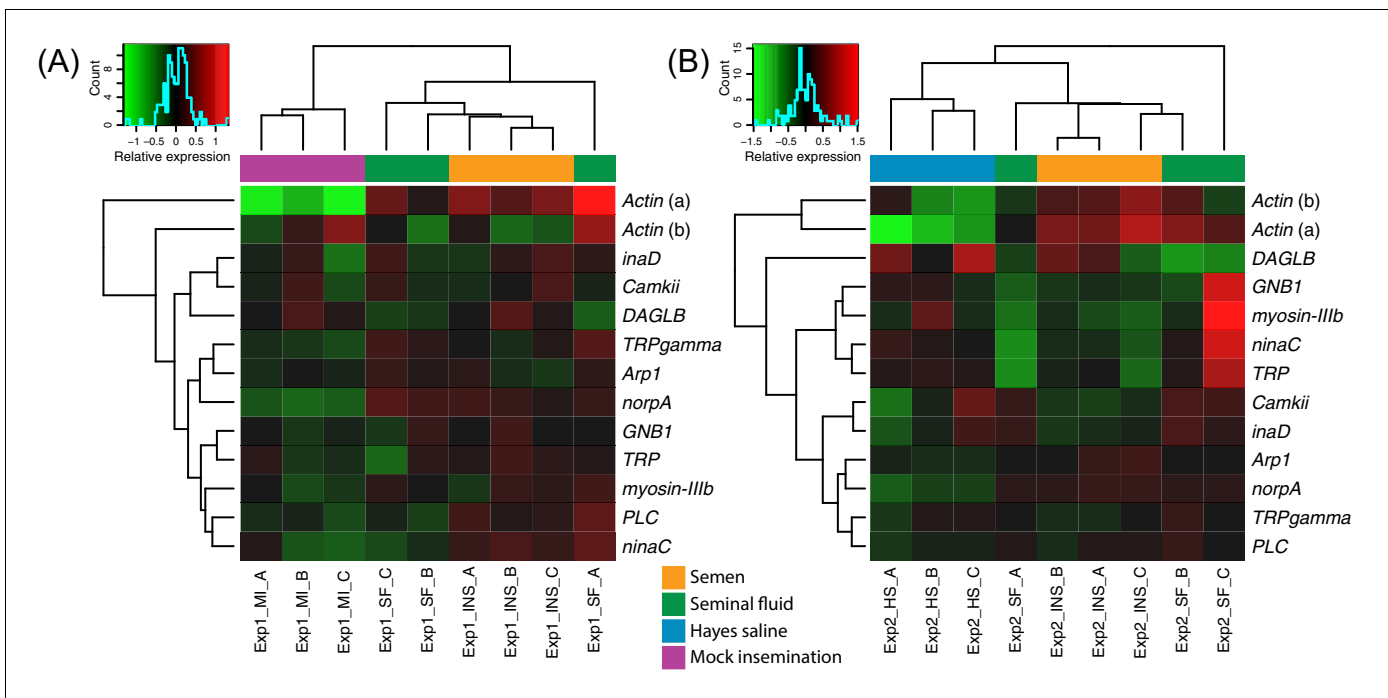 (A)
Count
0 4 8
−1 −0.5 0 0.5 1
Relative expression
Actin (a)
Actin (b)
inaD
Camkii
DAGLB
TRPgamma
Arp1
norpA
GNB1
TRP
myosin-IIIb
PLC
ninaC
Exp1_MI_A
Exp1_MI_B
Exp1_MI_C
Exp1_SF_C
Exp1_SF_B
Exp1_INS_A
Exp1_INS_B
Exp1_INS_C
Exp1_SF_A
Semen
Seminal fluid
Hayes saline
Mock insemination
(B)
Count
0 5 10 15
−1.5 −0.5 0 0.5 1.5
Relative expression
Actin (b)
Actin (a)
DAGLB
GNB1
myosin-IIIb
ninaC
TRP
Camkii
inaD
Arp1
norpA
TRPgamma
PLC
Exp2_HS_A
Exp2_HS_B
Exp2_HS_C
Exp2_SF_A
Exp2_INS_B
Exp2_INS_A
Exp2_INS_C
Exp2_SF_B
Exp2_SF_C